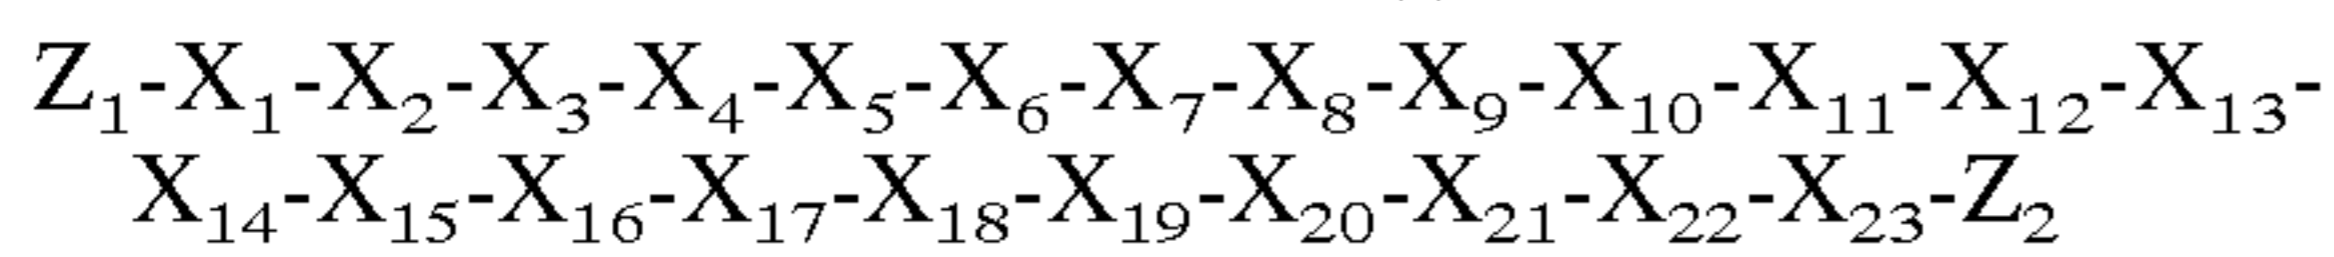 Z₁-X₁-X₂-X₃-X₄-X₅-X₆-X₇-X₈-X₉-X₁₀-X₁₁-X₁₂-X₁₃-
X₁₄-X₁₅-X₁₆-X₁₇-X₁₈-X₁₉-X₂₀-X₂₁-X₂₂-X₂₃-Z₂